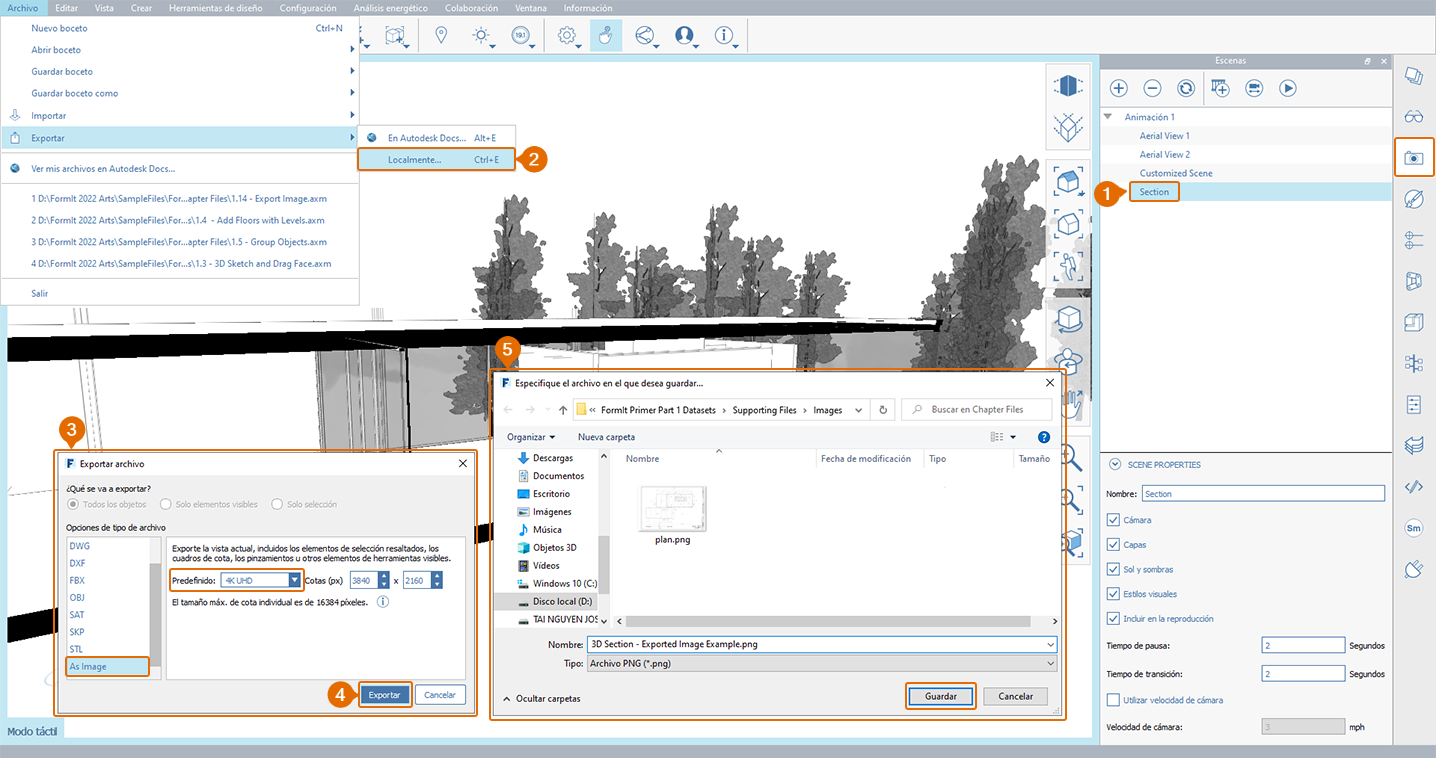 Archivo Editar Vista Crear Herramientas de diseño Configuración Análisis energético Colaboración Ventana Información
Nuevo boceto Ctrl+N
Abrir boceto
Guardar boceto
Guardar boceto como
Importar
Exportar
Ver mis archivos en Autodesk Docs...
1 D:\FormIt 2022 Arts\SampleFiles\For...apter Files\1.14 - Export Image.axm
2 D:\FormIt 2022 Arts\SampleFiles\For...s\1.4 - Add Floors with Levels.axm
3 D:\FormIt 2022 Arts\SampleFiles\For...apter Files\1.5 - Group Objects.axm
4 D:\FormIt 2022 Arts\SampleFiles\For...s\1.3 - 3D Sketch and Drag Face.axm
Salir
En Autodesk Docs... Alt+E
Localmente... Ctrl+E
2
19.1
Escenas
Animación 1
Aerial View 1
Aerial View 2
Customized Scene
1
Section
3
Exportar archivo
¿Qué se va a exportar?
Todos los objetos Solo elementos visibles Solo selección
Opciones de tipo de archivo
DWG
DXF
FBX
OBJ
SAT
SKP
STL
As Image
Exporte la vista actual, incluidos los elementos de selección resaltados, los
cuadros de cota, los pinzamientos u otros elementos de herramientas visibles.
Predefinido: 4K UHD Cotas (px) 3840 x 2160
El tamaño máx. de cota individual es de 16384 píxeles.
4
Exportar Cancelar
5
Especifique el archivo en el que desea guardar...
« FormIt Primer Part 1 Datasets › Supporting Files › Images
Buscar en Chapter Files
Organizar Nueva carpeta
Descargas
Documentos
Escritorio
Imágenes
Música
Objetos 3D
Vídeos
Windows 10 (C:)
Disco local (D:)
TAI NGUYEN JOS
Nombre Fecha de modificación Tipo Tamaño
plan.png
Nombre: 3D Section - Exported Image Example.png
Tipo: Archivo PNG (*.png)
Ocultar carpetas Guardar Cancelar
SCENE PROPERTIES
Nombre: Section
Cámara
Capas
Sol y sombras
Estilos visuales
Incluir en la reproducción
Tiempo de pausa: 2 Segundos
Tiempo de transición: 2 Segundos
Utilizar velocidad de cámara
Velocidad de cámara: 3 mph
Sm
Modo táctil